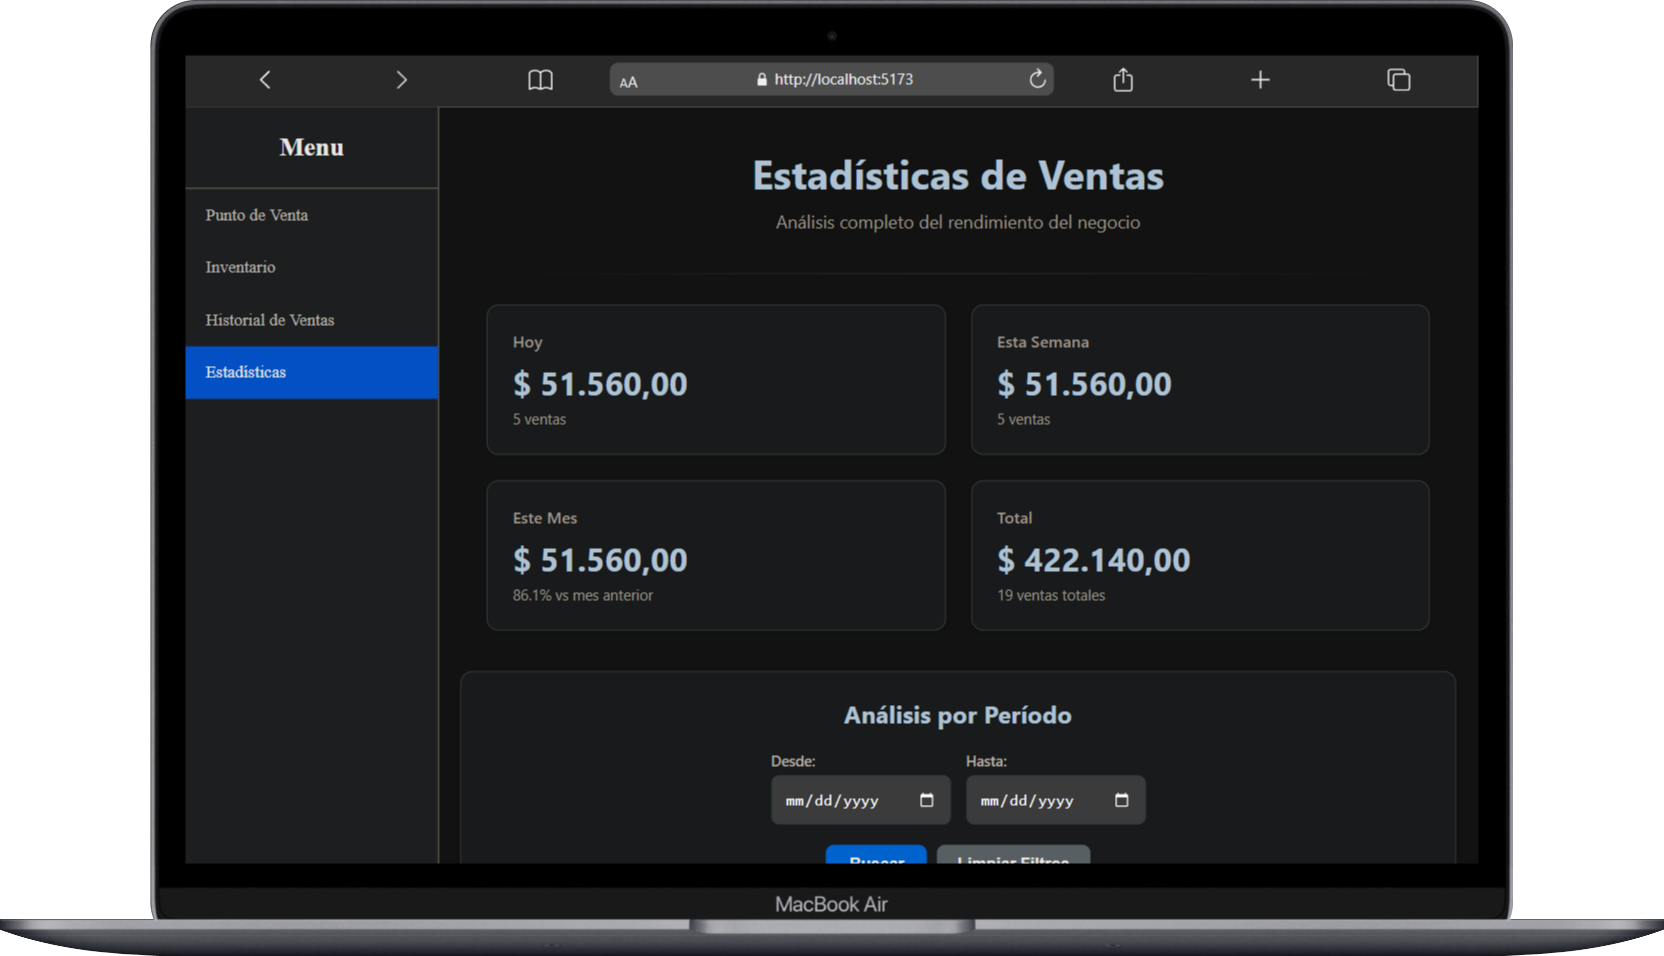 AA http://localhost:5173
Menu
Punto de Venta
Inventario
Historial de Ventas
Estadísticas
Estadísticas de Ventas
Análisis completo del rendimiento del negocio
Hoy
$ 51.560,00
5 ventas
Esta Semana
$ 51.560,00
5 ventas
Este Mes
$ 51.560,00
86.1% vs mes anterior
Total
$ 422.140,00
19 ventas totales
Análisis por Período
Desde:
mm/dd/yyyy
Hasta:
mm/dd/yyyy
Buscar
Limpiar Filtros
MacBook Air